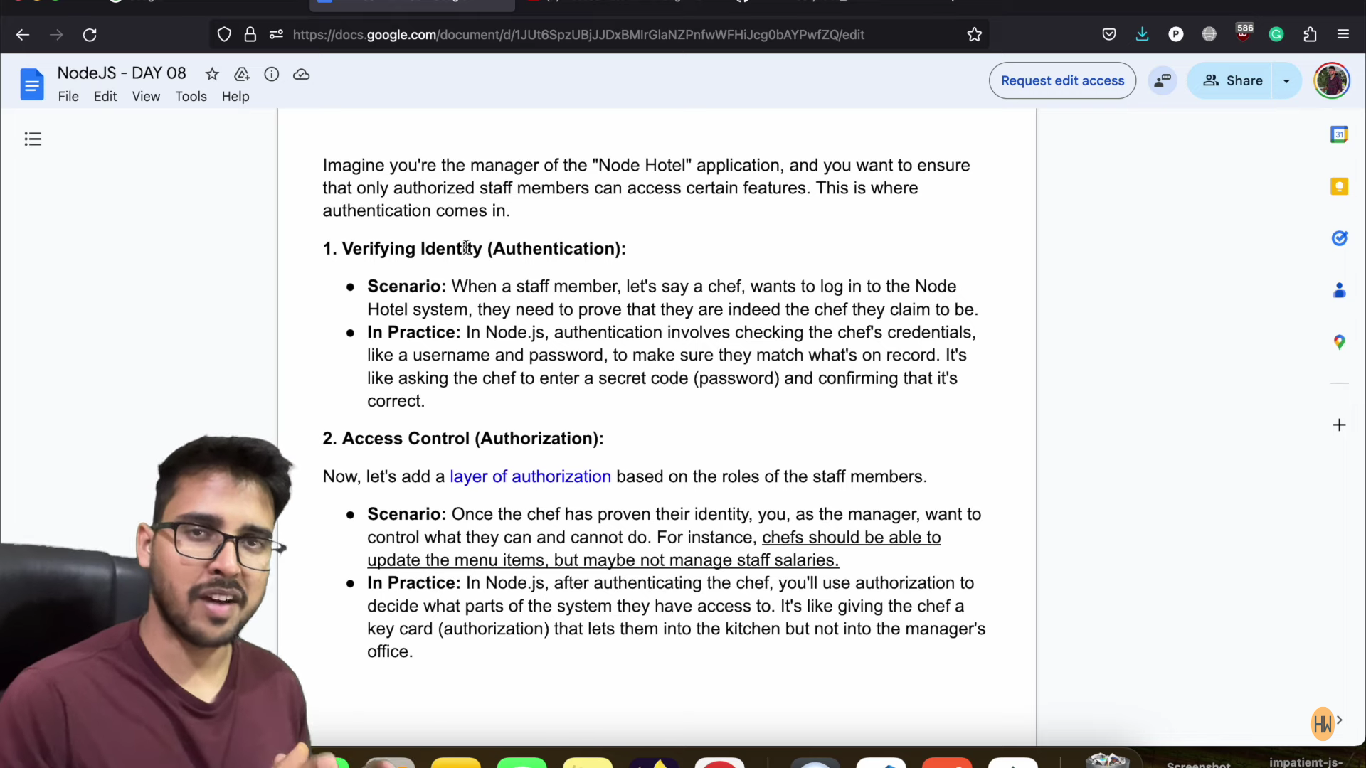 https://docs.google.com/document/d/1JUt6SpzUBjJJDxBMIrGlaNZPnfwWFHiJcg0bAYPwfZQ/edit
586
NodeJS - DAY 08
File Edit View Tools Help
Request edit access
Share
Imagine you're the manager of the "Node Hotel" application, and you want to ensure
that only authorized staff members can access certain features. This is where
authentication comes in.
1. Verifying Identity (Authentication):
● Scenario: When a staff member, let's say a chef, wants to log in to the Node
Hotel system, they need to prove that they are indeed the chef they claim to be.
● In Practice: In Node.js, authentication involves checking the chef's credentials,
like a username and password, to make sure they match what's on record. It's
like asking the chef to enter a secret code (password) and confirming that it's
correct.
2. Access Control (Authorization):
Now, let's add a layer of authorization based on the roles of the staff members.
● Scenario: Once the chef has proven their identity, you, as the manager, want to
control what they can and cannot do. For instance, chefs should be able to
update the menu items, but maybe not manage staff salaries.
● In Practice: In Node.js, after authenticating the chef, you'll use authorization to
decide what parts of the system they have access to. It's like giving the chef a
key card (authorization) that lets them into the kitchen but not into the manager's
office.
31
HW
Screenshot
impatient-js-